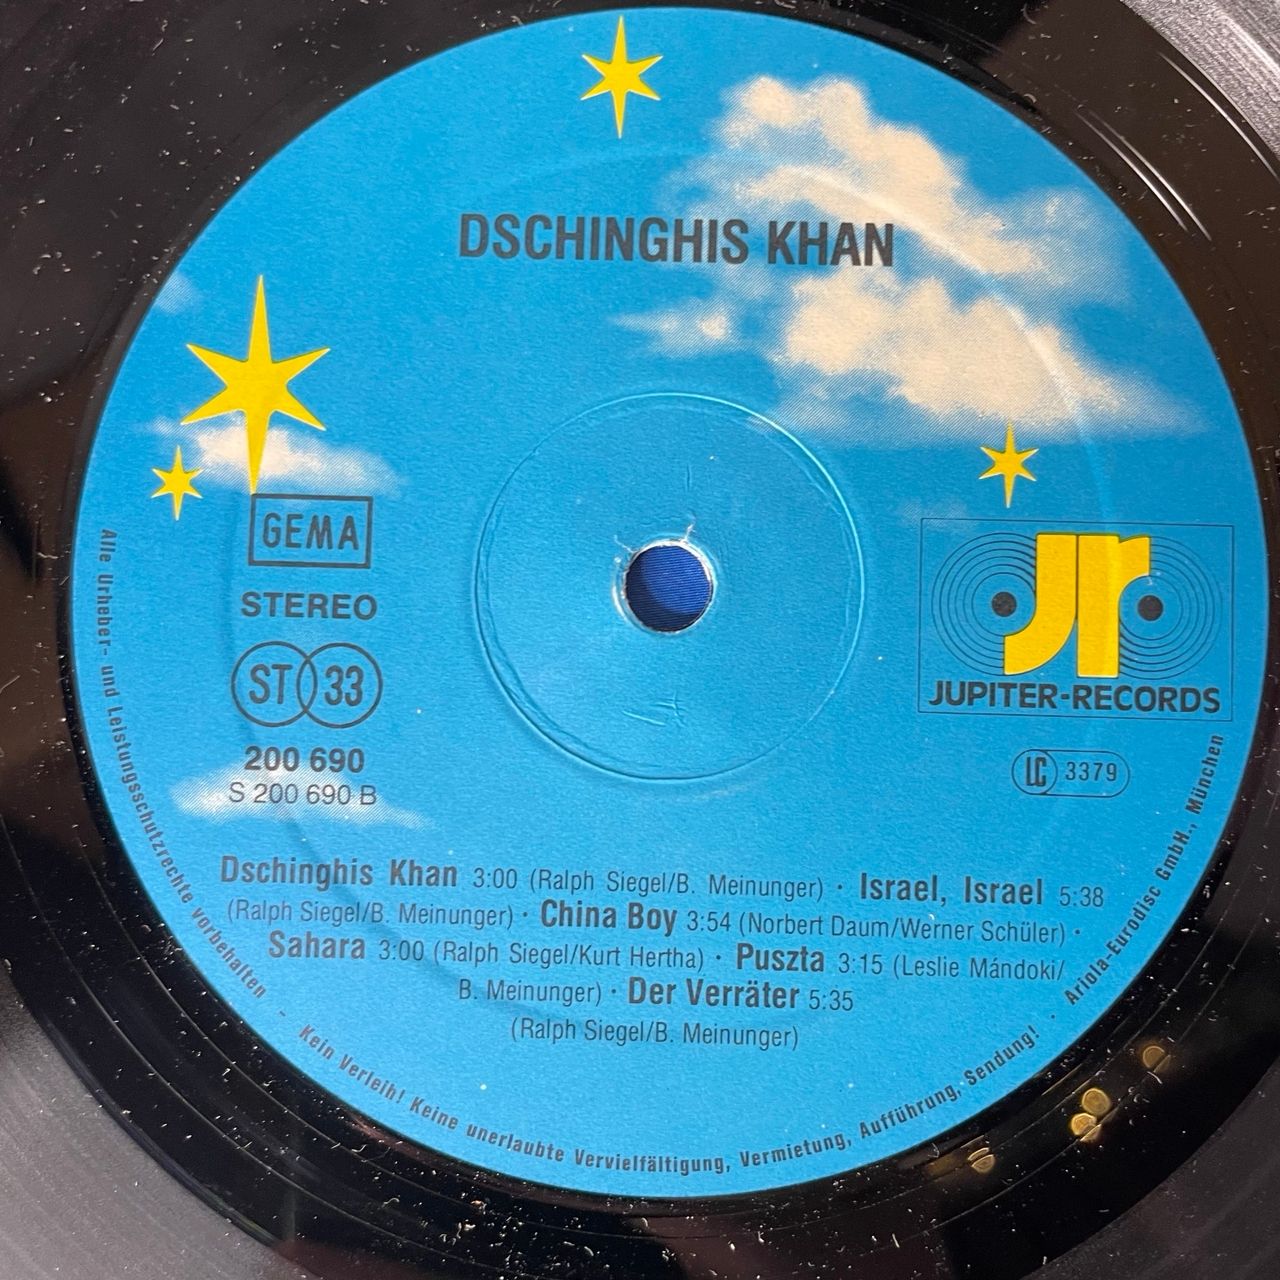 DSCHINGHIS KHAN
GEMA
STEREO
ST 33
200 690
S 200 690 B
jr
JUPITER-RECORDS
LC 3379
Dschinghis Khan 3:00 (Ralph Siegel/B. Meinunger) · Israel, Israel 5:38
(Ralph Siegel/B. Meinunger) · China Boy 3:54 (Norbert Daum/Werner Schüler) ·
Sahara 3:00 (Ralph Siegel/Kurt Hertha) · Puszta 3:15 (Leslie Mándoki/
B. Meinunger) · Der Verräter 5:35
(Ralph Siegel/B. Meinunger)
Alle Urheber- und Leistungsschutzrechte vorbehalten - Kein Verleih! Keine unerlaubte Vervielfältigung, Vermietung, Aufführung, Sendung! · Ariola-Eurodisc GmbH., München